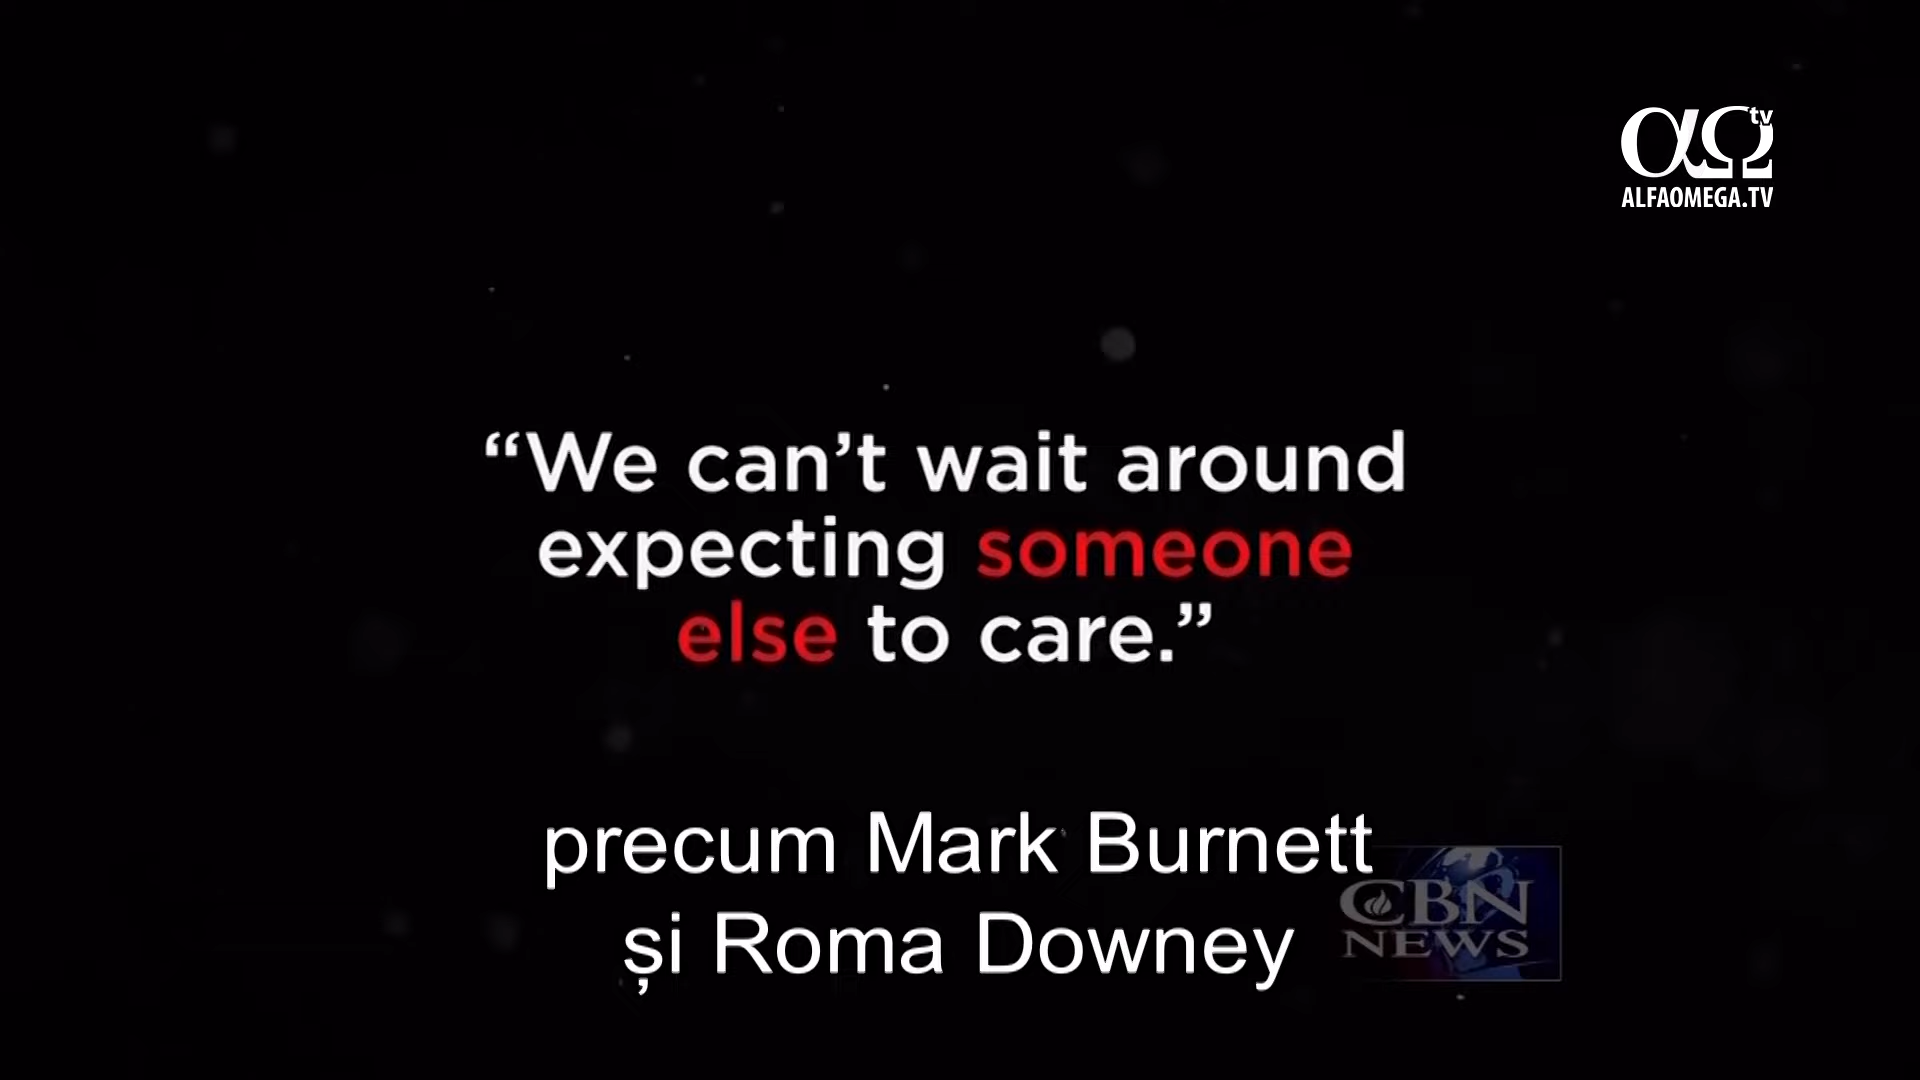 tv
αΩ
ALFAOMEGA.TV
“We can’t wait around
expecting someone
else to care.”
precum Mark Burnett
și Roma Downey
CBN
NEWS